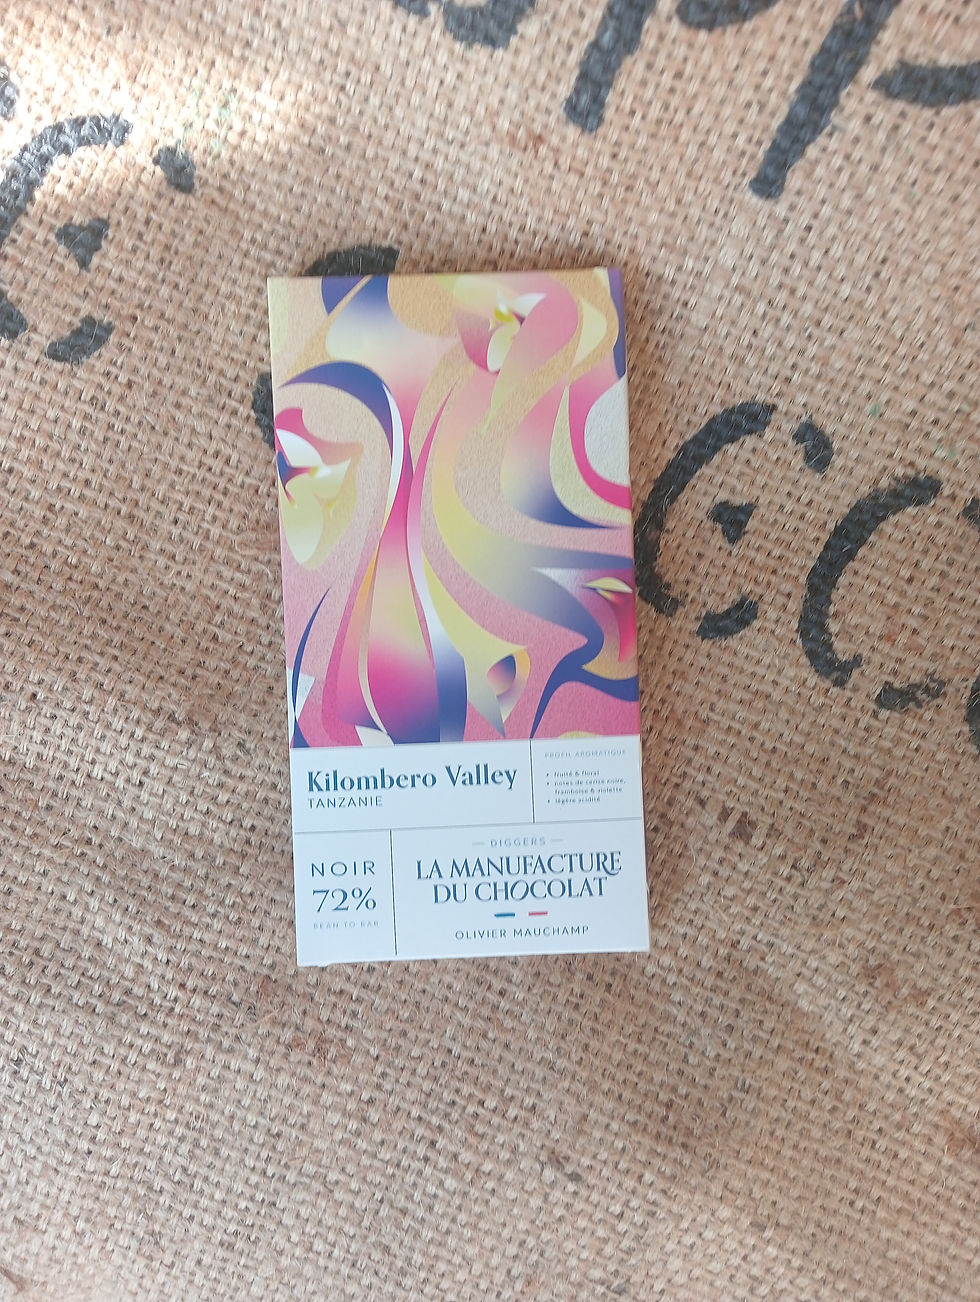 Kilombero Valley
TANZANIE
PROFIL AROMATIQUE
• fruité & floral
• notes de cerise noire,
framboise & violette
• légère acidité
NOIR
72%
BEAN TO BAR
— DIGGERS —
LA MANUFACTURE
DU CHOCOLAT
OLIVIER MAUCHAMP